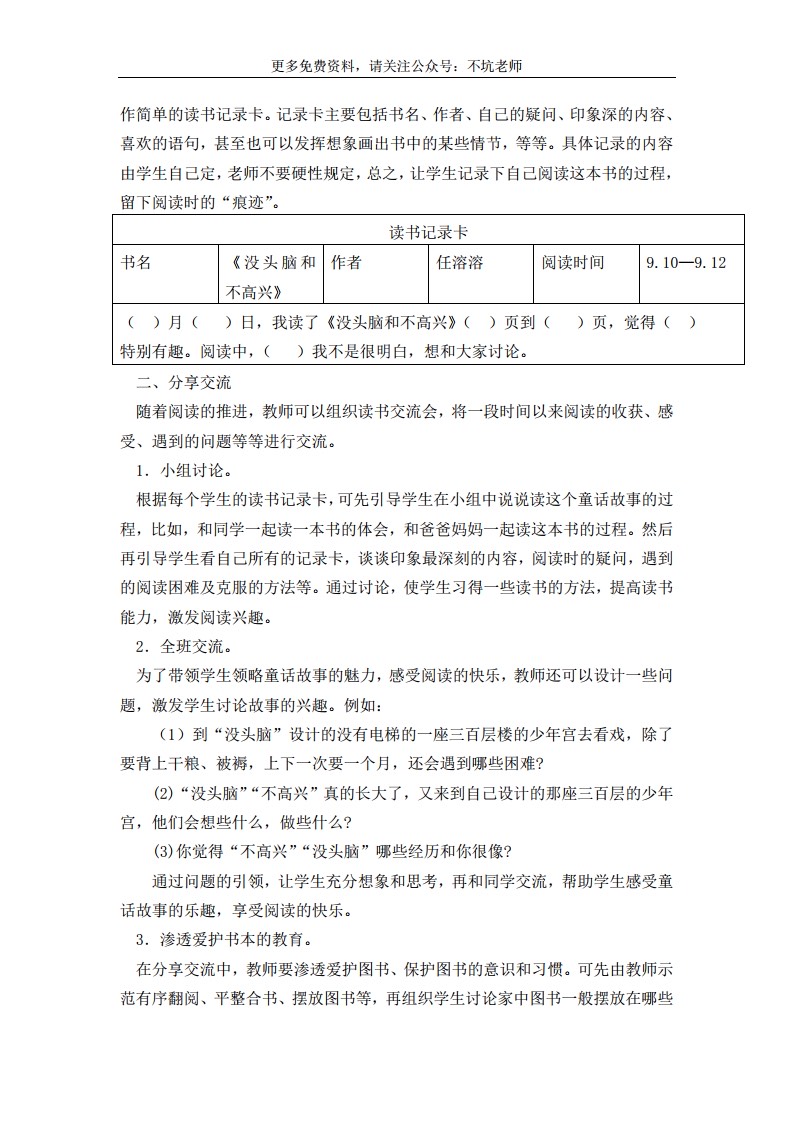 更多免费资料，请关注公众号：不坑老师
作简单的读书记录卡。记录卡主要包括书名、作者、自己的疑问、印象深的内容、
喜欢的语句，甚至也可以发挥想象画出书中的某些情节，等等。具体记录的内容
由学生自己定，老师不要硬性规定，总之，让学生记录下自己阅读这本书的过程，
留下阅读时的“痕迹”。
读书记录卡
书名 《没头脑和 作者 任溶溶 阅读时间 9.10—9.12
不高兴》
（ ）月（ ）日，我读了《没头脑和不高兴》（ ）页到（ ）页，觉得（ ）
特别有趣。阅读中，（ ）我不是很明白，想和大家讨论。
二、分享交流
随着阅读的推进，教师可以组织读书交流会，将一段时间以来阅读的收获、感
受、遇到的问题等等进行交流。
1．小组讨论。
根据每个学生的读书记录卡，可先引导学生在小组中说说读这个童话故事的过
程，比如，和同学一起读一本书的体会，和爸爸妈妈一起读这本书的过程。然后
再引导学生看自己所有的记录卡，谈谈印象最深刻的内容，阅读时的疑问，遇到
的阅读困难及克服的方法等。通过讨论，使学生习得一些读书的方法，提高读书
能力，激发阅读兴趣。
2．全班交流。
为了带领学生领略童话故事的魅力，感受阅读的快乐，教师还可以设计一些问
题，激发学生讨论故事的兴趣。例如：
（1）到“没头脑”设计的没有电梯的一座三百层楼的少年宫去看戏，除了
要背上干粮、被褥，上下一次要一个月，还会遇到哪些困难?
(2)“没头脑”“不高兴”真的长大了，又来到自己设计的那座三百层的少年
宫，他们会想些什么，做些什么?
(3)你觉得“不高兴”“没头脑”哪些经历和你很像?
通过问题的引领，让学生充分想象和思考，再和同学交流，帮助学生感受童
话故事的乐趣，享受阅读的快乐。
3．渗透爱护书本的教育。
在分享交流中，教师要渗透爱护图书、保护图书的意识和习惯。可先由教师示
范有序翻阅、平整合书、摆放图书等，再组织学生讨论家中图书一般摆放在哪些